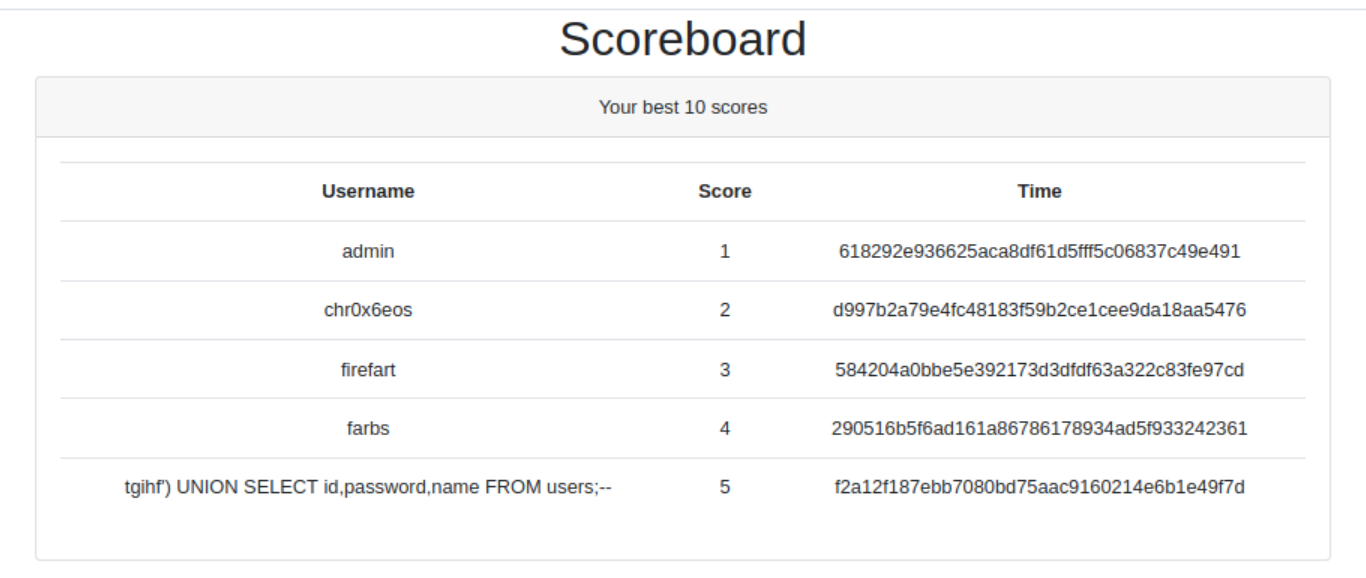 Scoreboard
Your best 10 scores
Username Score Time
admin 1 618292e936625aca8df61d5fff5c06837c49e491
chr0x6eos 2 d997b2a79e4fc48183f59b2ce1cee9da18aa5476
firefart 3 584204a0bbe5e392173d3dfdf63a322c83fe97cd
farbs 4 290516b5f6ad161a86786178934ad5f933242361
tgihf') UNION SELECT id,password,name FROM users;-- 5 f2a12f187ebb7080bd75aac9160214e6b1e49f7d